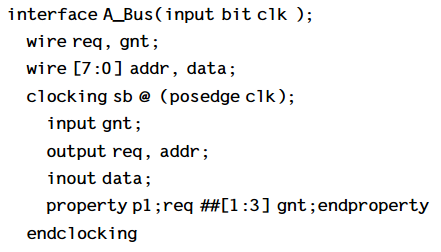 interface A_Bus(input bit clk );
wire req, gnt;
wire [7:0] addr, data;
clocking sb @ (posedge clk);
input gnt;
output req, addr;
inout data;
property p1;req ##[1:3] gnt;endproperty
endclocking